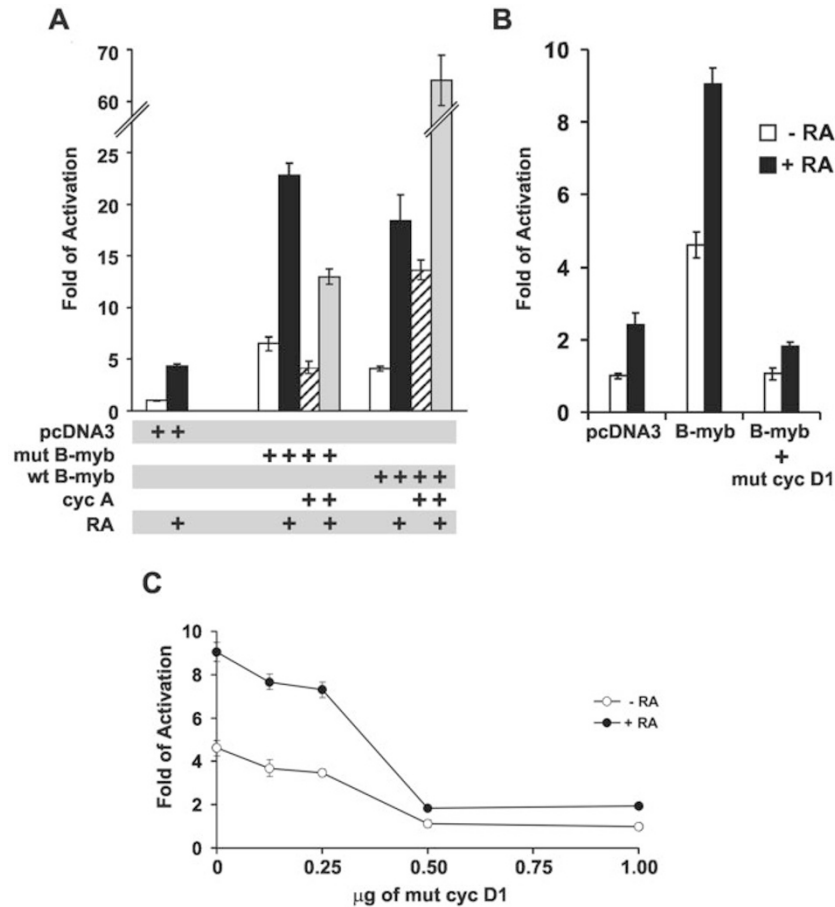 A
70
60
25
20
15
10
5
0
Fold of Activation
pcDNA3 + +
mut B-myb + + + +
wt B-myb + + + +
cyc A + + + +
RA + + + + +
B
10
8
6
4
2
0
Fold of Activation
- RA
+ RA
pcDNA3 B-myb B-myb
+
mut cyc D1
C
10
8
6
4
2
0
Fold of Activation
- RA
+ RA
0 0.25 0.50 0.75 1.00
μg of mut cyc D1